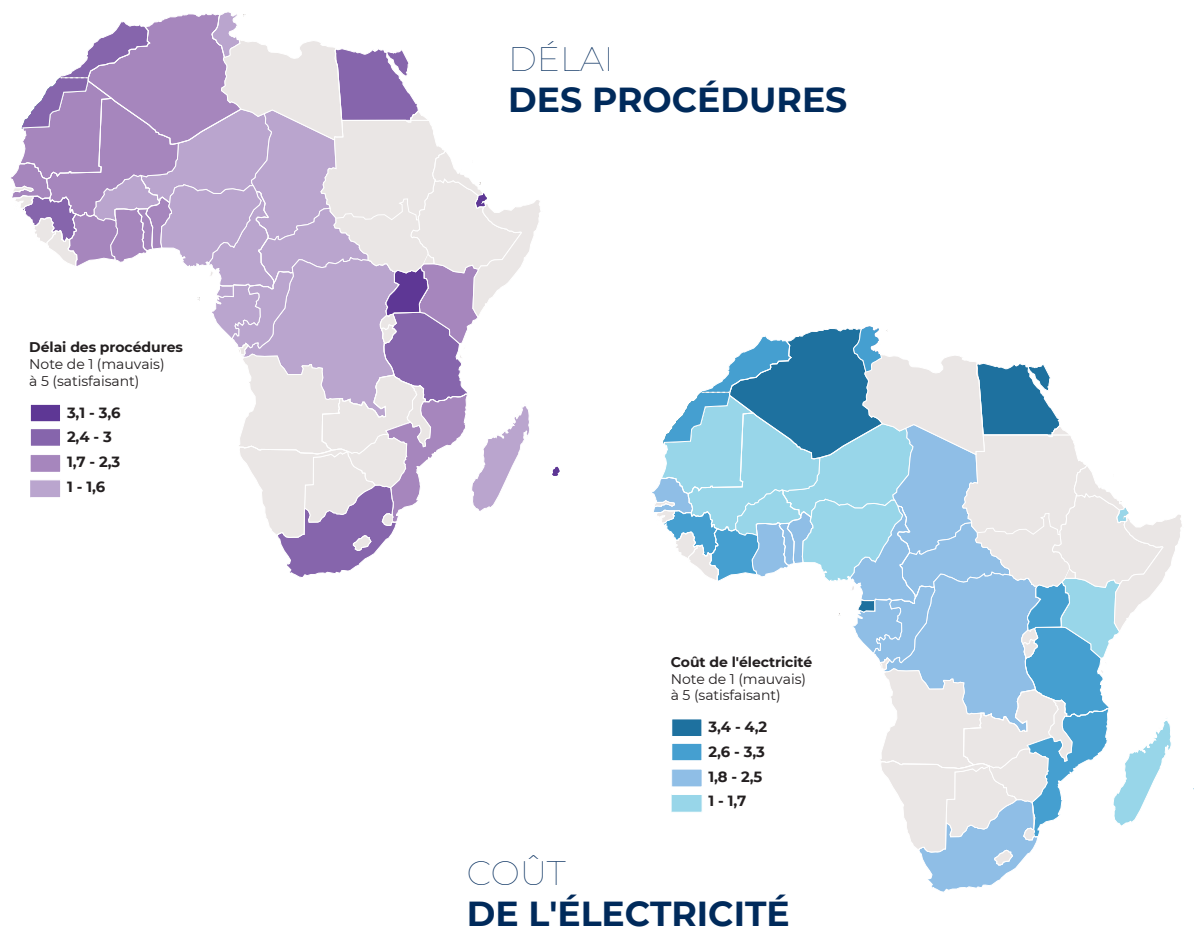 DÉLAI
DES PROCÉDURES
Délai des procédures
Note de 1 (mauvais)
à 5 (satisfaisant)
3,1 - 3,6
2,4 - 3
1,7 - 2,3
1 - 1,6
Coût de l'électricité
Note de 1 (mauvais)
à 5 (satisfaisant)
3,4 - 4,2
2,6 - 3,3
1,8 - 2,5
1 - 1,7
COÛT
DE L'ÉLECTRICITÉ